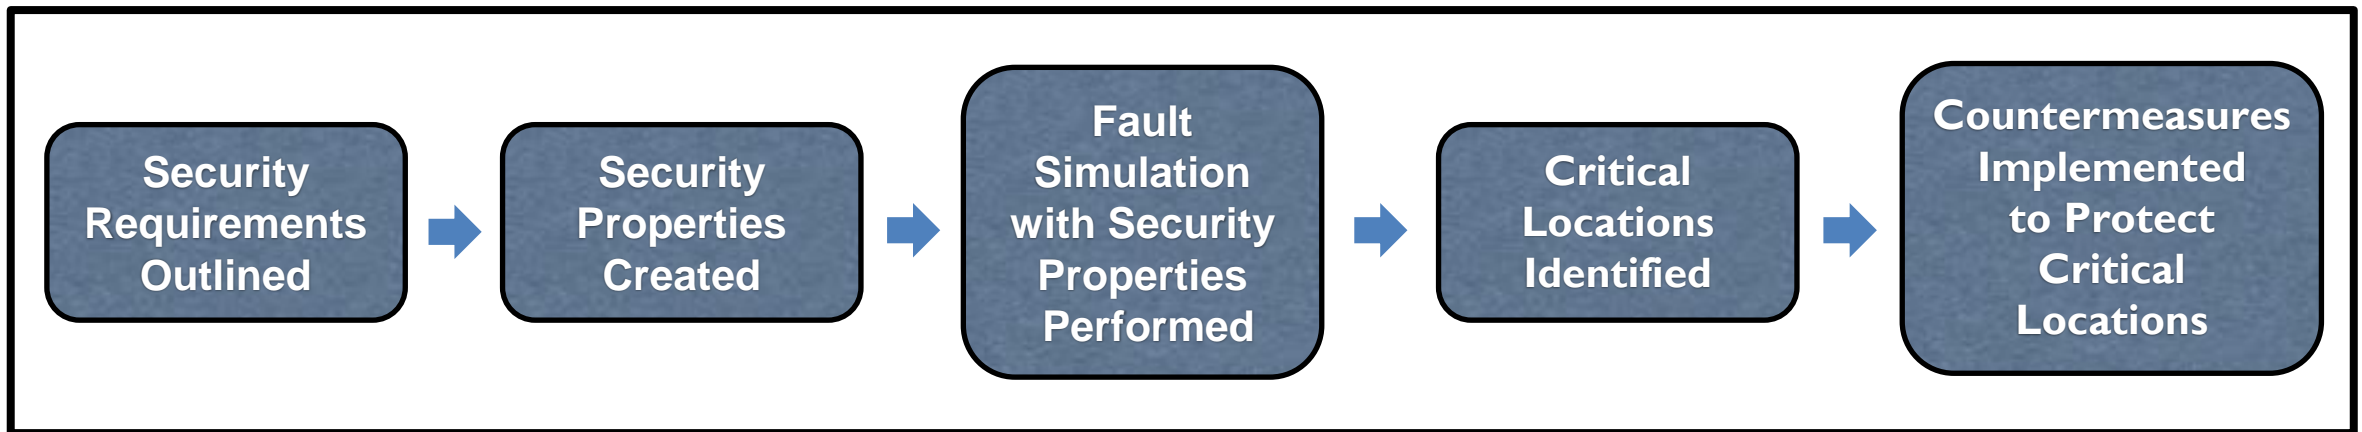 Security
Requirements
Outlined
Security
Properties
Created
Fault
Simulation
with Security
Properties
Performed
Critical
Locations
Identified
Countermeasures
Implemented
to Protect
Critical
Locations